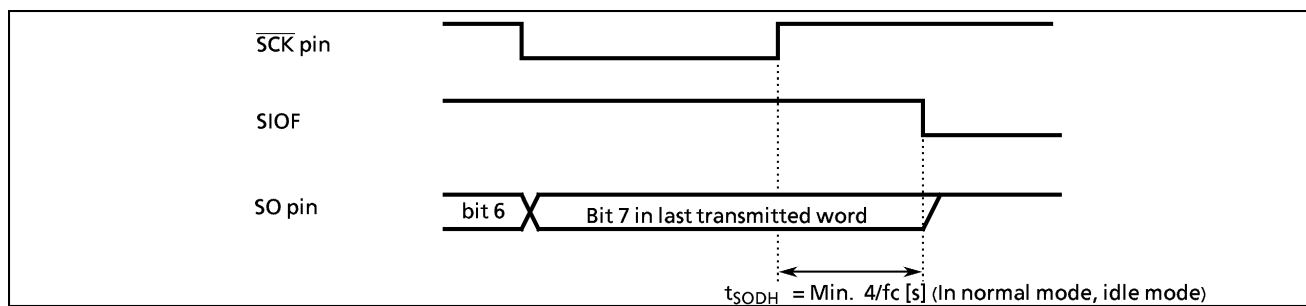 S̅C̅K̅ pin
SIOF
SO pin
bit 6
Bit 7 in last transmitted word
tSODH = Min. 4/fc [s] (In normal mode, idle mode)